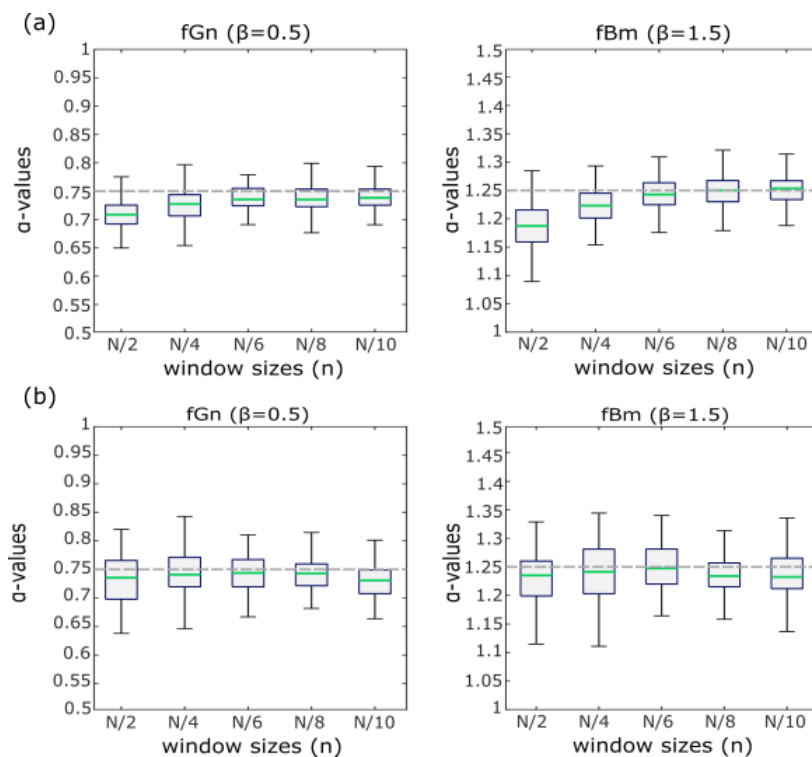 (a)
fGn (β=0.5)
fBm (β=1.5)
α-values
1
0.95
0.9
0.85
0.8
0.75
0.7
0.65
0.6
0.55
0.5
N/2 N/4 N/6 N/8 N/10
window sizes (n)
α-values
1.5
1.45
1.4
1.35
1.3
1.25
1.2
1.15
1.1
1.05
1
N/2 N/4 N/6 N/8 N/10
window sizes (n)
(b)
fGn (β=0.5)
fBm (β=1.5)
α-values
1
0.95
0.9
0.85
0.8
0.75
0.7
0.65
0.6
0.55
0.5
N/2 N/4 N/6 N/8 N/10
window sizes (n)
α-values
1.5
1.45
1.4
1.35
1.3
1.25
1.2
1.15
1.1
1.05
1
N/2 N/4 N/6 N/8 N/10
window sizes (n)